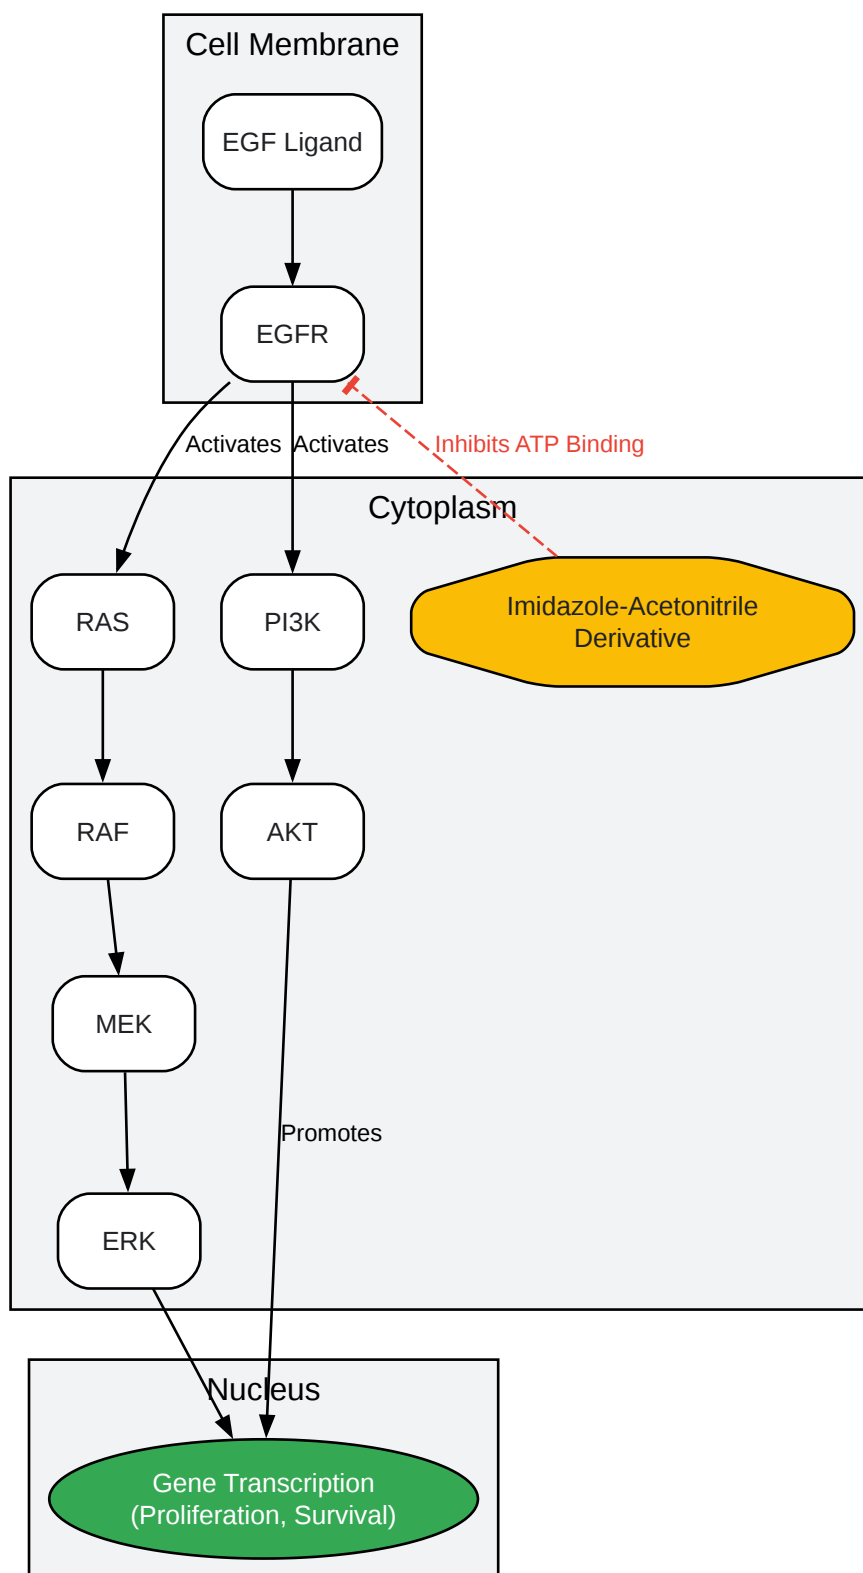 Cell Membrane
EGF Ligand
EGFR
Activates
Activates
Inhibits ATP Binding
Cytoplasm
RAS
PI3K
Imidazole-Acetonitrile
Derivative
RAF
AKT
MEK
Promotes
ERK
Nucleus
Gene Transcription
(Proliferation, Survival)